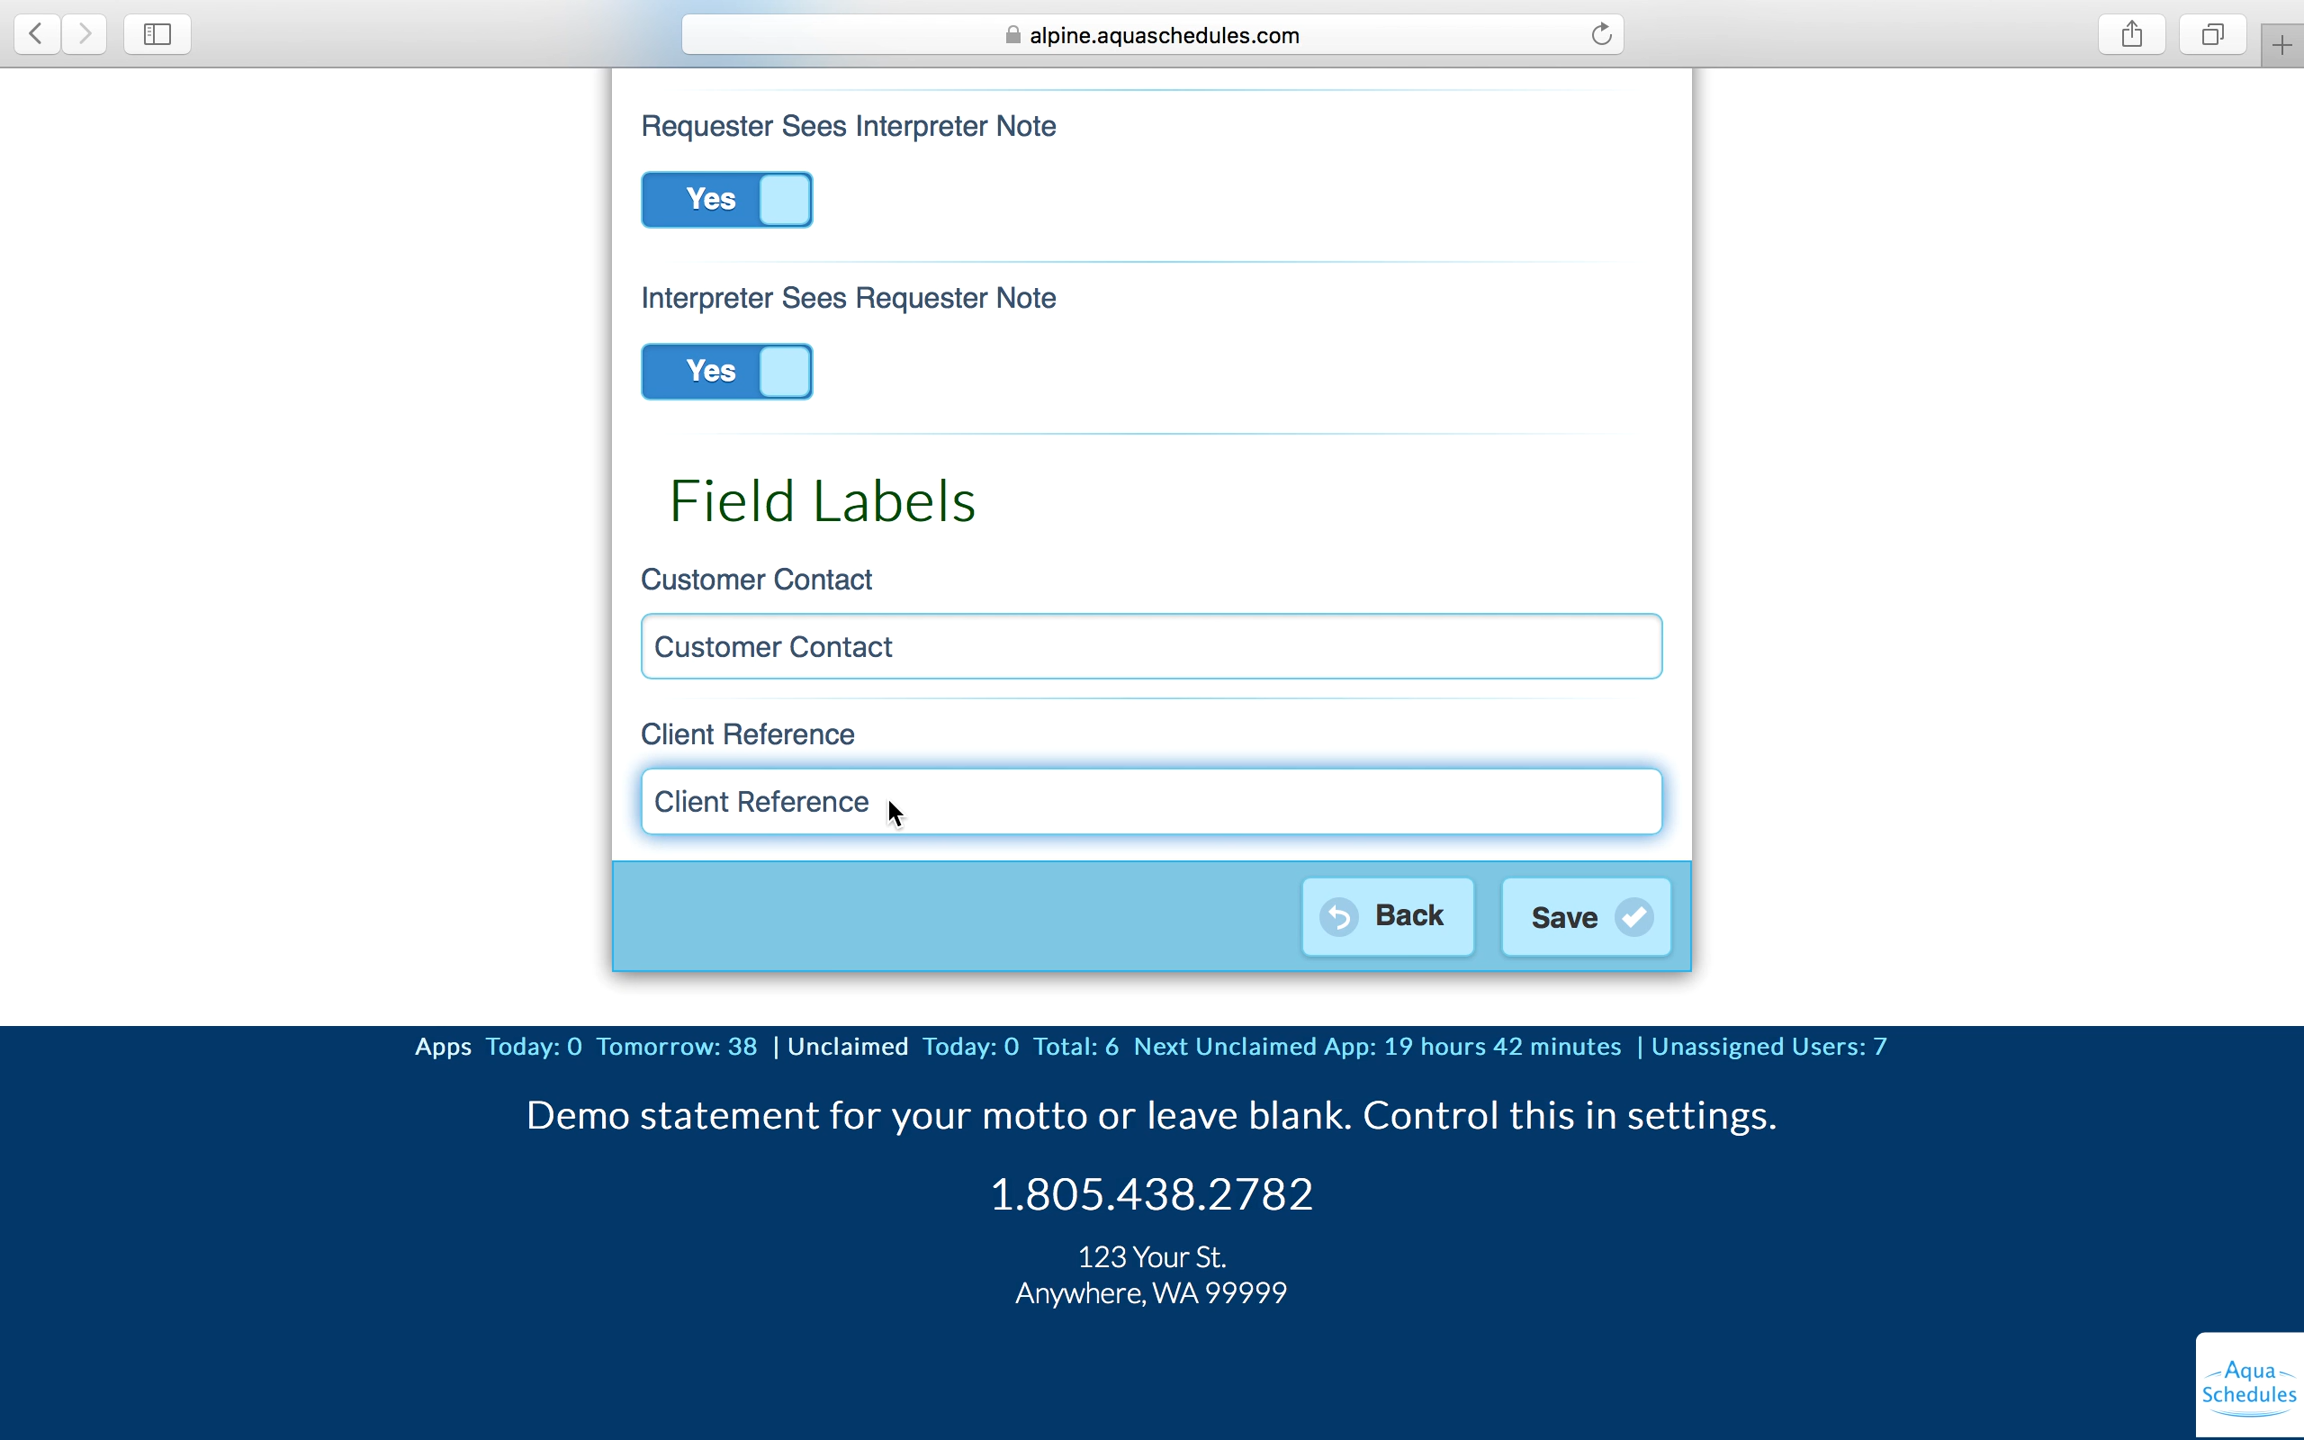 alpine.aquaschedules.com
Requester Sees Interpreter Note
Yes
Interpreter Sees Requester Note
Yes
Field Labels
Customer Contact
Customer Contact
Client Reference
Client Reference
Back
Save
Apps Today: 0 Tomorrow: 38 | Unclaimed Today: 0 Total: 6 Next Unclaimed App: 19 hours 42 minutes | Unassigned Users: 7
Demo statement for your motto or leave blank. Control this in settings.
1.805.438.2782
123 Your St.
Anywhere, WA 99999
Aqua
Schedules